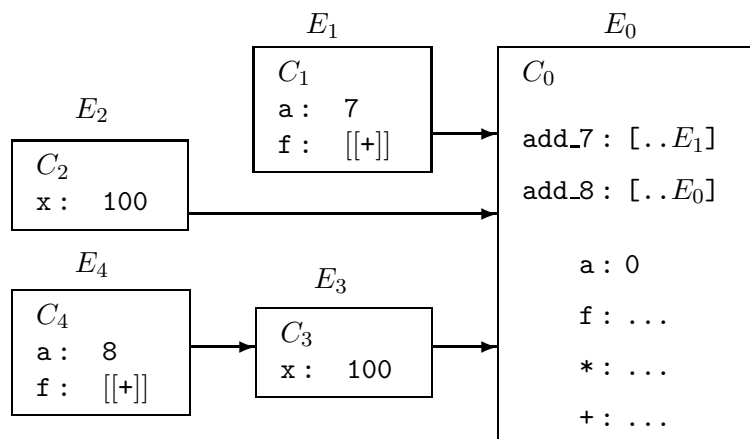 E₁
E₀
C₁
a : 7
f : [[+]]
C₀
add_7 : [..E₁]
add_8 : [..E₀]
a : 0
f : ...
* : ...
+ : ...
E₂
C₂
x : 100
E₄
C₄
a : 8
f : [[+]]
E₃
C₃
x : 100